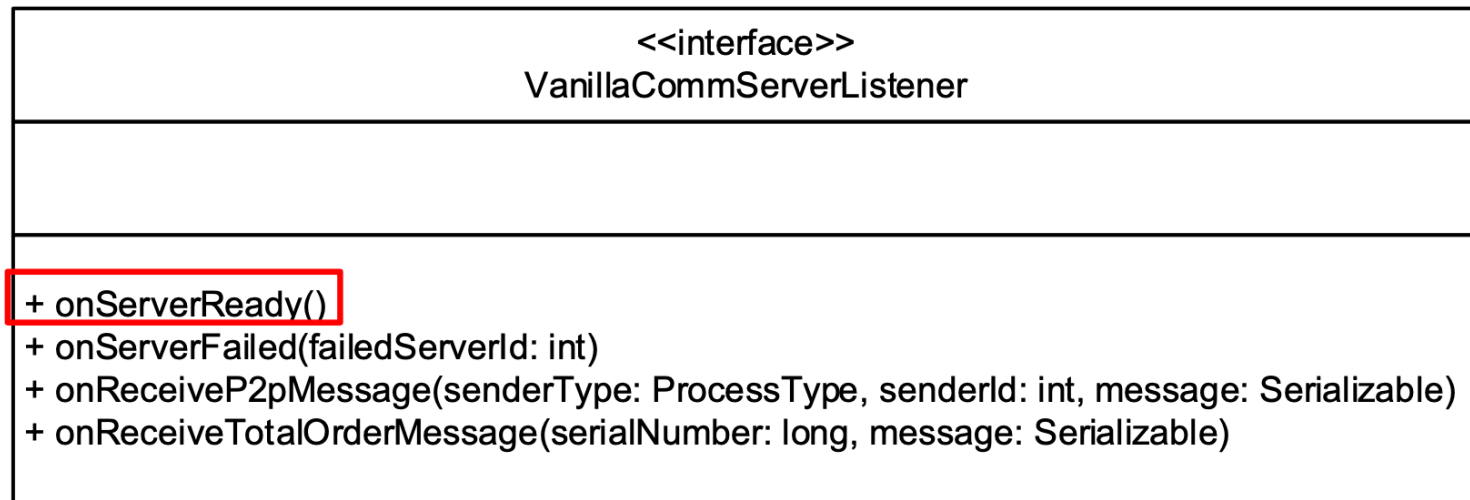 <<interface>>
VanillaCommServerListener
+ onServerReady()
+ onServerFailed(failedServerId: int)
+ onReceiveP2pMessage(senderType: ProcessType, senderId: int, message: Serializable)
+ onReceiveTotalOrderMessage(serialNumber: long, message: Serializable)